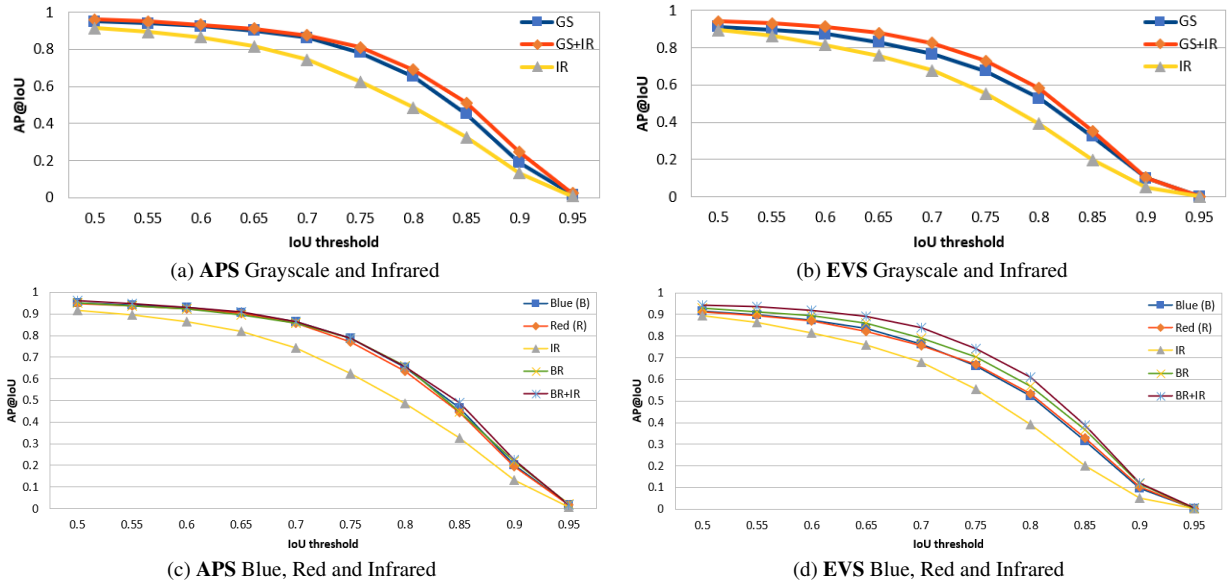 1
0.8
0.6
0.4
0.2
0
AP@IoU
0.5 0.55 0.6 0.65 0.7 0.75 0.8 0.85 0.9 0.95
IoU threshold
GS
GS+IR
IR
(a) APS Grayscale and Infrared
1
0.8
0.6
0.4
0.2
0
AP@IoU
0.5 0.55 0.6 0.65 0.7 0.75 0.8 0.85 0.9 0.95
IoU threshold
GS
GS+IR
IR
(b) EVS Grayscale and Infrared
1
0.9
0.8
0.7
0.6
0.5
0.4
0.3
0.2
0.1
0
AP@IoU
0.5 0.55 0.6 0.65 0.7 0.75 0.8 0.85 0.9 0.95
IoU threshold
Blue (B)
Red (R)
IR
BR
BR+IR
(c) APS Blue, Red and Infrared
1
0.9
0.8
0.7
0.6
0.5
0.4
0.3
0.2
0.1
0
AP@IoU
0.5 0.55 0.6 0.65 0.7 0.75 0.8 0.85 0.9 0.95
IoU threshold
Blue (B)
Red (R)
IR
BR
BR+IR
(d) EVS Blue, Red and Infrared